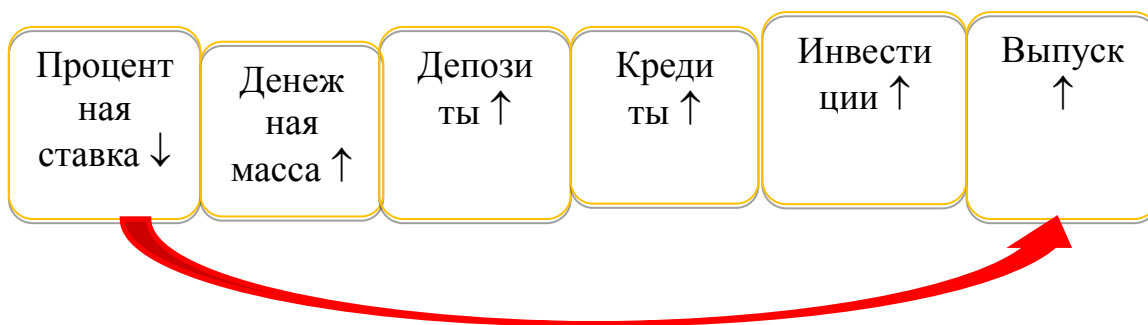 Процент
ная
ставка ↓
Денеж
ная
масса ↑
Депози
ты ↑
Креди
ты ↑
Инвести
ции ↑
Выпуск
↑